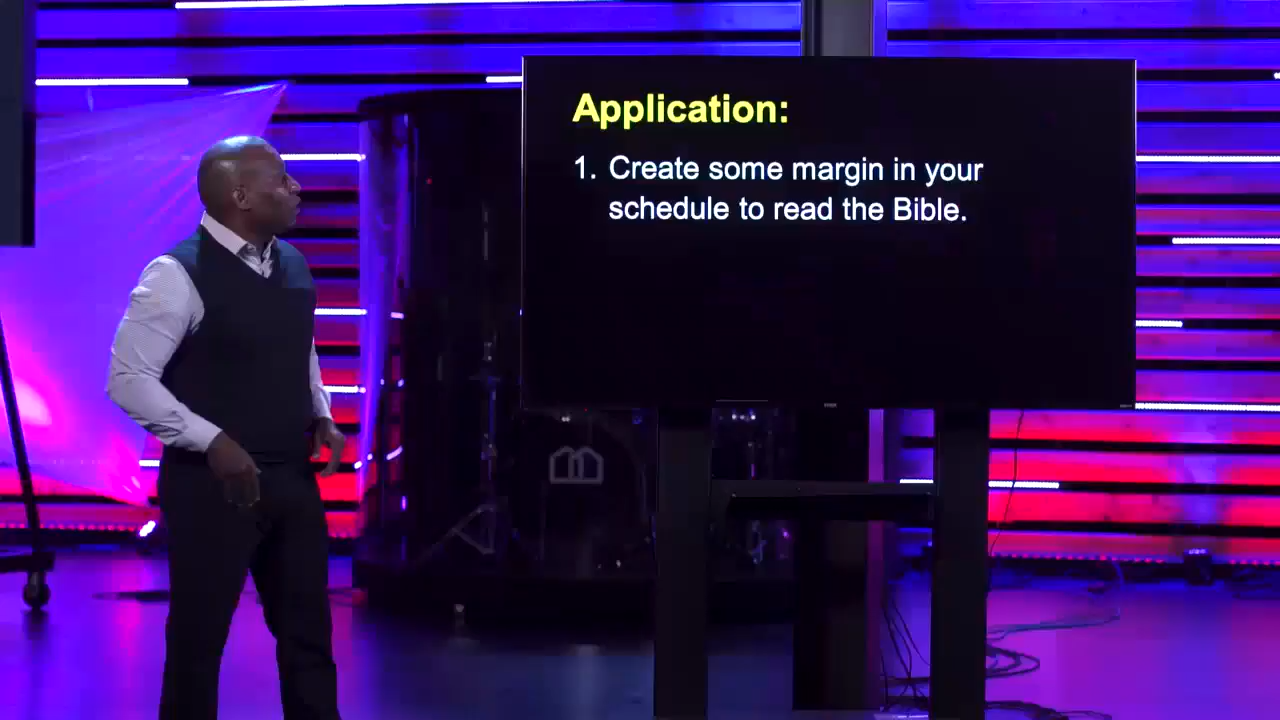 Application:
1. Create some margin in your
schedule to read the Bible.